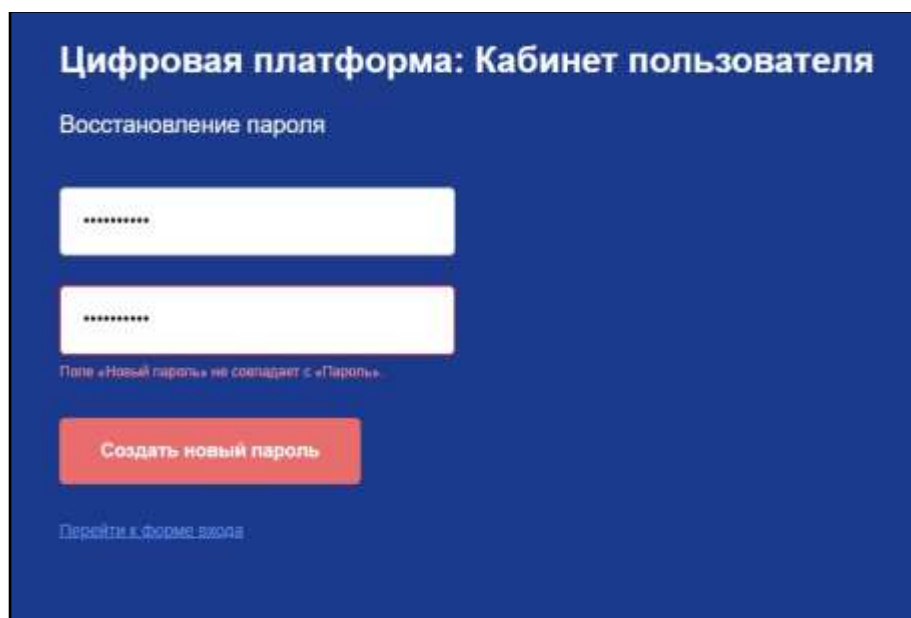 Цифровая платформа: Кабинет пользователя
Восстановление пароля
••••••••••
••••••••••
Поле «Новый пароль» не совпадает с «Пароль».
Создать новый пароль
Перейти к форме входа